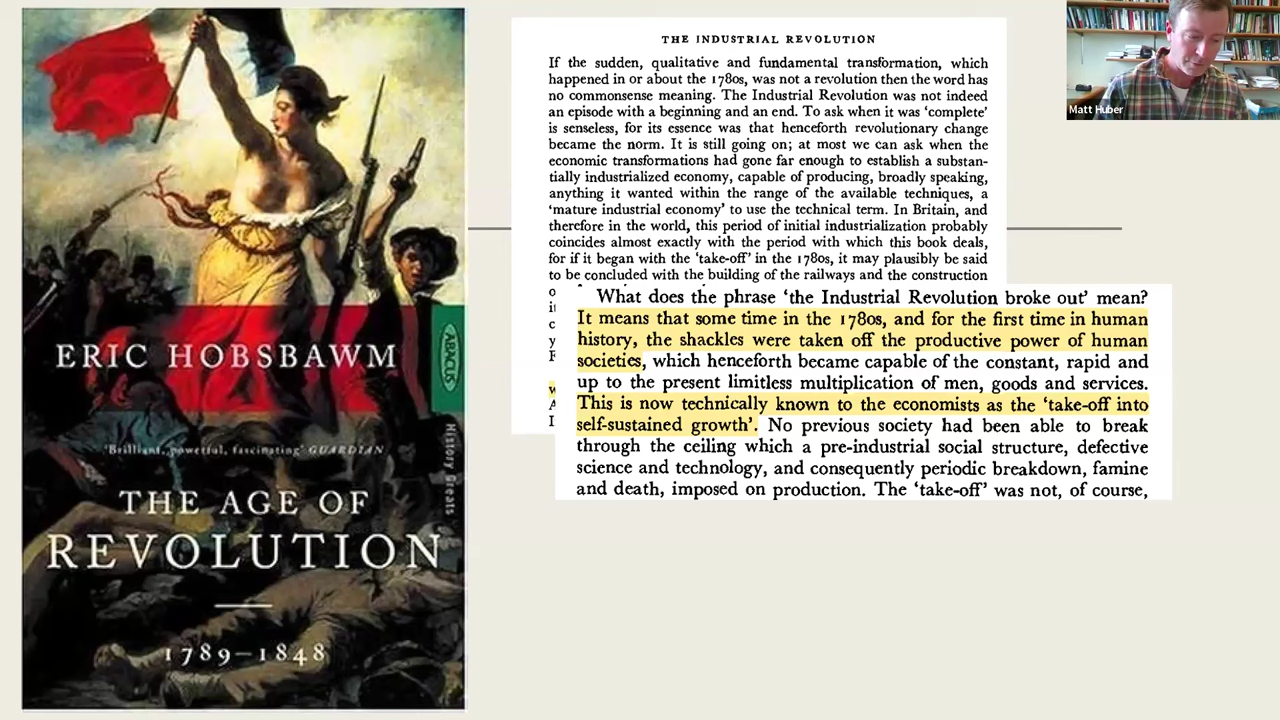 ERIC HOBSBAWM
ABACUS
'Brilliant, powerful, fascinating' GUARDIAN
History Greats
THE AGE OF
REVOLUTION
1789–1848
THE INDUSTRIAL REVOLUTION
If the sudden, qualitative and fundamental transformation, which
happened in or about the 1780s, was not a revolution then the word has
no commonsense meaning. The Industrial Revolution was not indeed
an episode with a beginning and an end. To ask when it was ‘complete’
is senseless, for its essence was that henceforth revolutionary change
became the norm. It is still going on; at most we can ask when the
economic transformations had gone far enough to establish a substan-
tially industrialized economy, capable of producing, broadly speaking,
anything it wanted within the range of the available techniques, a
‘mature industrial economy’ to use the technical term. In Britain, and
therefore in the world, this period of initial industrialization probably
coincides almost exactly with the period with which this book deals,
for if it began with the ‘take-off’ in the 1780s, it may plausibly be said
to be concluded with the building of the railways and the construction
What does the phrase ‘the Industrial Revolution broke out’ mean?
It means that some time in the 1780s, and for the first time in human
history, the shackles were taken off the productive power of human
societies, which henceforth became capable of the constant, rapid and
up to the present limitless multiplication of men, goods and services.
This is now technically known to the economists as the ‘take-off into
self-sustained growth’. No previous society had been able to break
through the ceiling which a pre-industrial social structure, defective
science and technology, and consequently periodic breakdown, famine
and death, imposed on production. The ‘take-off’ was not, of course,
Matt Huber